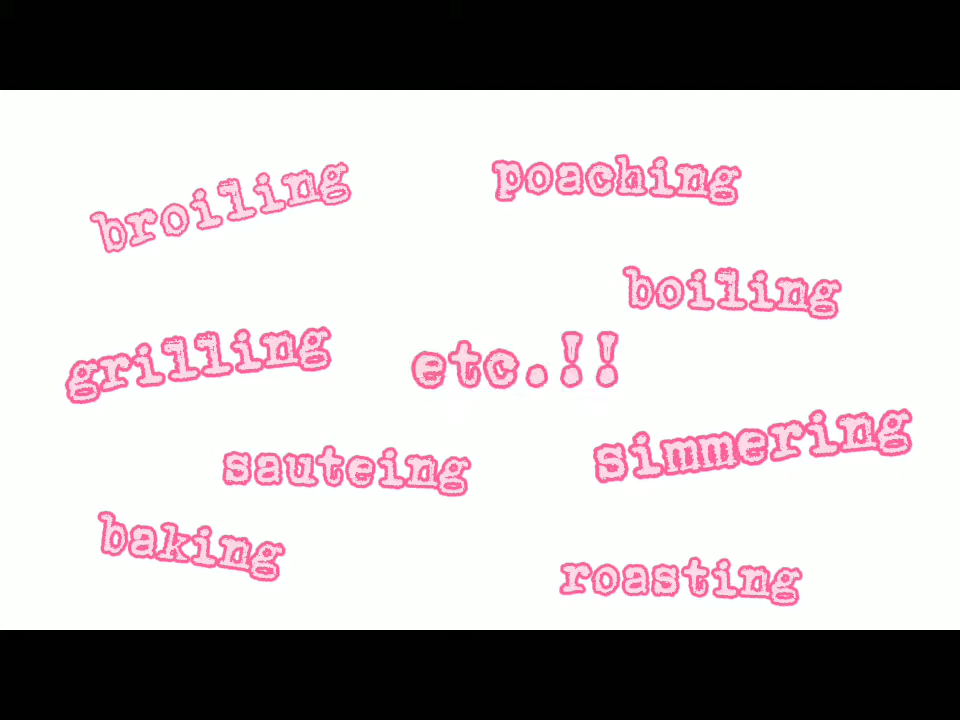 broiling
poaching
boiling
grilling
etc.!!
simmering
sauteing
baking
roasting